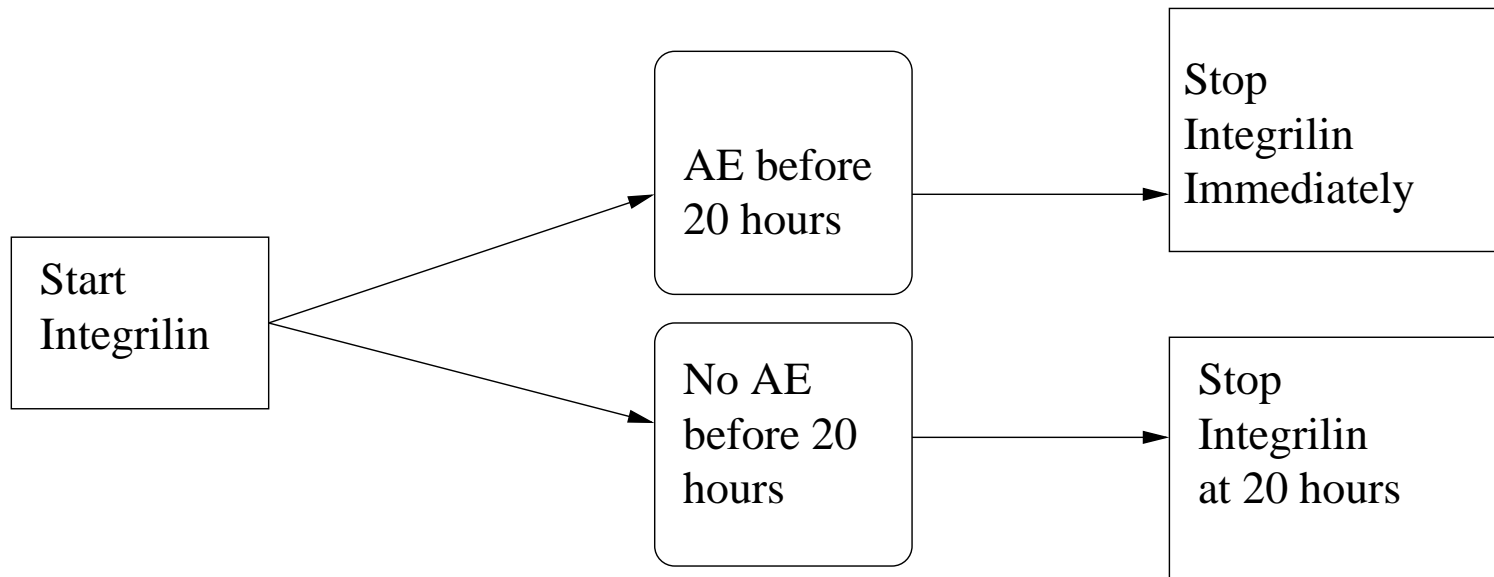 Start
Integrilin
AE before
20 hours
Stop
Integrilin
Immediately
No AE
before 20
hours
Stop
Integrilin
at 20 hours